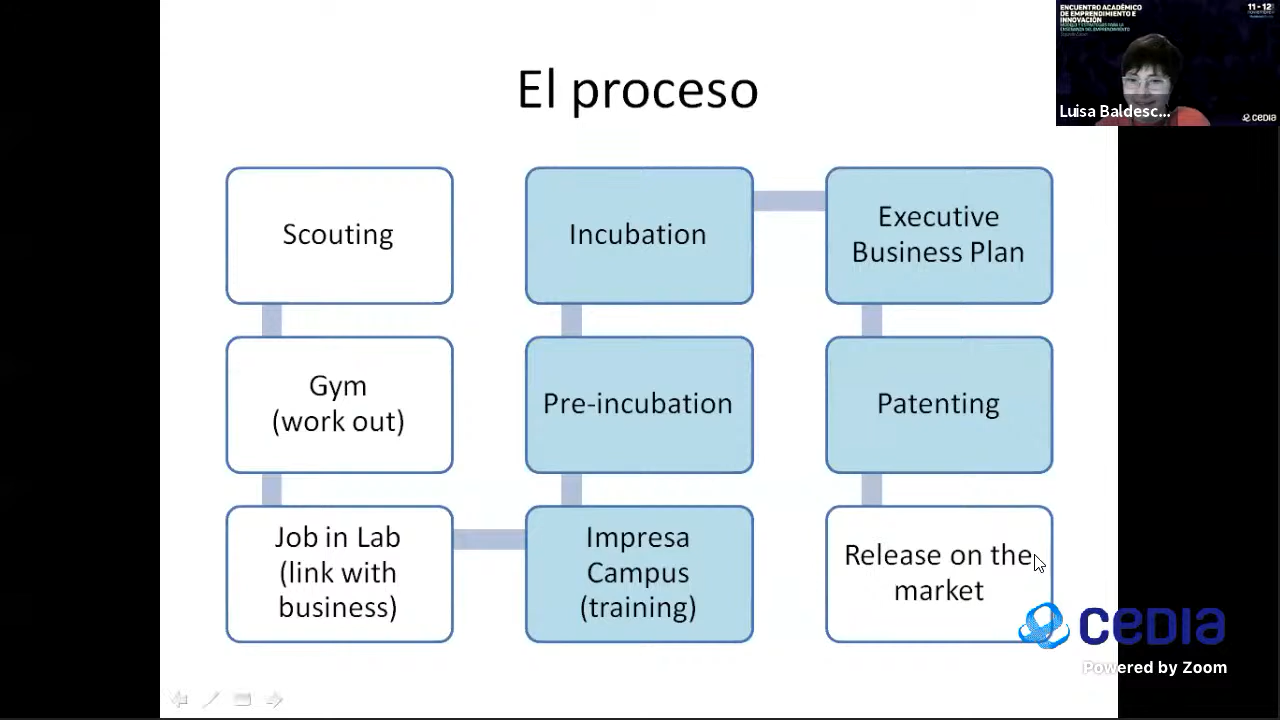 El proceso
Scouting
Gym
(work out)
Job in Lab
(link with
business)
Impresa
Campus
(training)
Pre-incubation
Incubation
Executive
Business Plan
Patenting
Release on the
market
ENCUENTRO ACADÉMICO
DE EMPRENDIMIENTO E
INNOVACIÓN
11 - 12
Luisa Baldesc...
CEDIA
CEDIA
Powered by Zoom